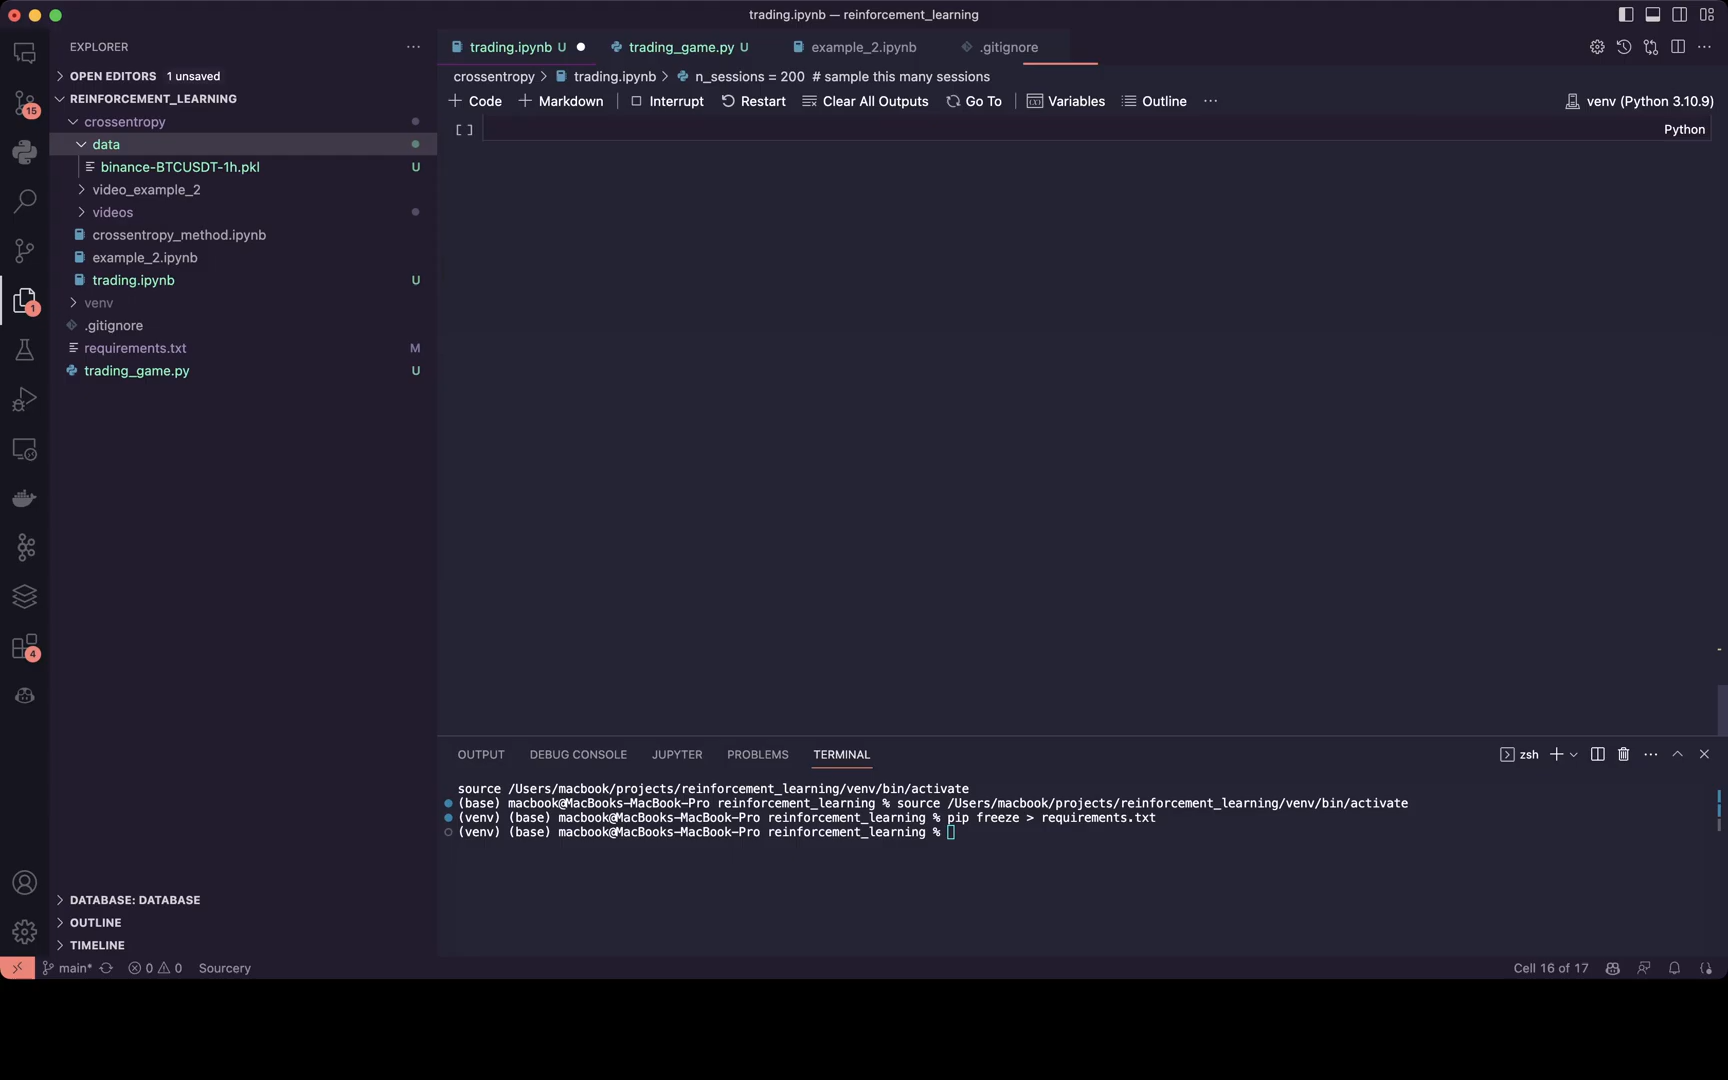 trading.ipynb — reinforcement_learning
EXPLORER
OPEN EDITORS 1 unsaved
REINFORCEMENT_LEARNING
crossentropy
data
binance-BTCUSDT-1h.pkl U
video_example_2
videos
crossentropy_method.ipynb
example_2.ipynb
trading.ipynb U
venv
.gitignore
requirements.txt M
trading_game.py U
DATABASE: DATABASE
OUTLINE
TIMELINE
15
1
4
trading.ipynb U trading_game.py U example_2.ipynb .gitignore
crossentropy > trading.ipynb > n_sessions = 200 # sample this many sessions
Code Markdown Interrupt Restart Clear All Outputs Go To Variables Outline ... venv (Python 3.10.9)
[ ] Python
OUTPUT DEBUG CONSOLE JUPYTER PROBLEMS TERMINAL zsh
source /Users/macbook/projects/reinforcement_learning/venv/bin/activate
(base) macbook@MacBooks-MacBook-Pro reinforcement_learning % source /Users/macbook/projects/reinforcement_learning/venv/bin/activate
(venv) (base) macbook@MacBooks-MacBook-Pro reinforcement_learning % pip freeze > requirements.txt
(venv) (base) macbook@MacBooks-MacBook-Pro reinforcement_learning %
main* 0 0 Sourcery Cell 16 of 17